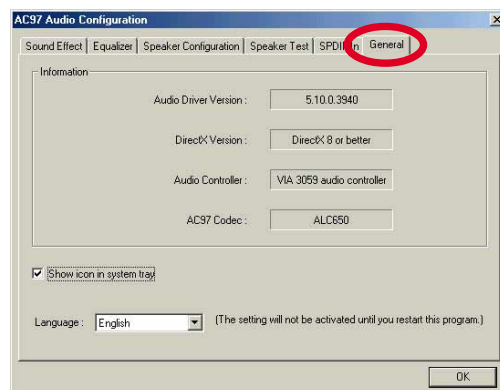 AC97 Audio Configuration
Sound Effect Equalizer Speaker Configuration Speaker Test General
Information
Audio Driver Version : 5.10.0.3940
DirectX Version : DirectX 8 or better
Audio Controller : VIA 3059 audio controller
AC97 Codec : ALC650
Show icon in system tray
Language : English (The setting will not be activated until you restart this program.)
OK